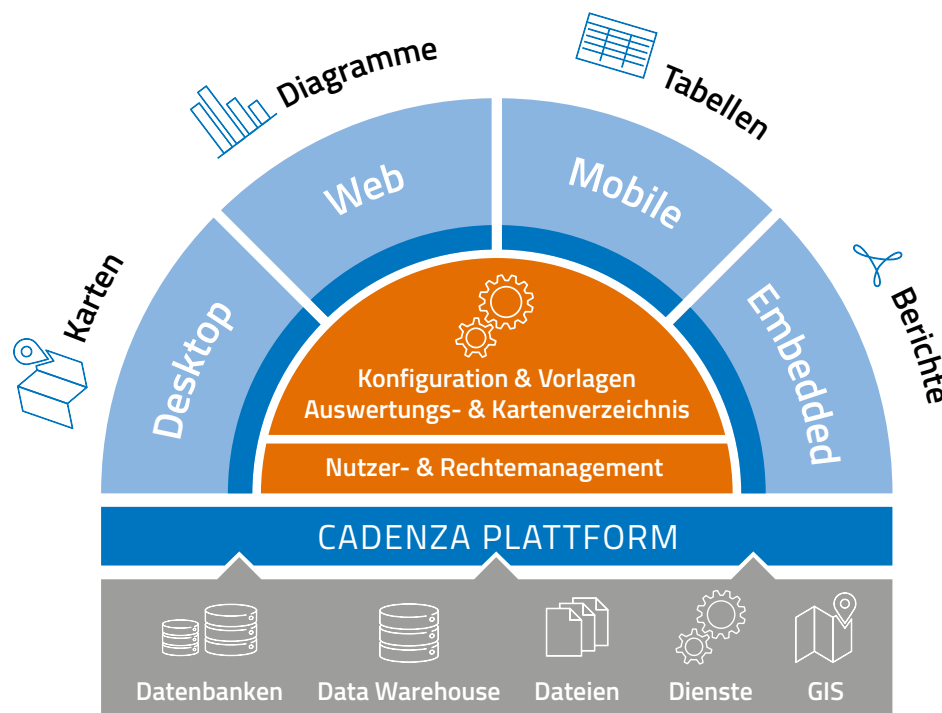 Karten
Diagramme
Tabellen
Berichte
Desktop
Web
Mobile
Embedded
Konfiguration & Vorlagen
Auswertungs- & Kartenverzeichnis
Nutzer- & Rechtemanagement
CADENZA PLATTFORM
Datenbanken
Data Warehouse
Dateien
Dienste
GIS